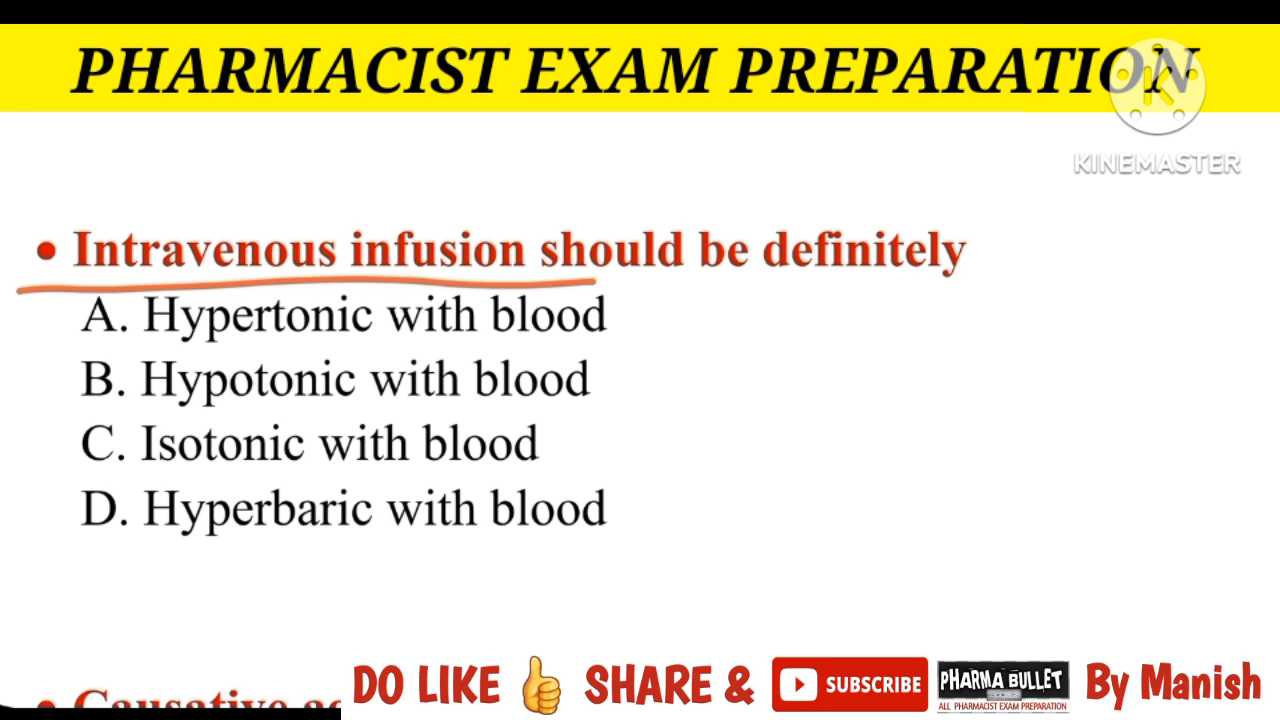 PHARMACIST EXAM PREPARATION
KINEMASTER
• Intravenous infusion should be definitely
A. Hypertonic with blood
B. Hypotonic with blood
C. Isotonic with blood
D. Hyperbaric with blood
• Causative
DO LIKE SHARE & SUBSCRIBE PHARMA BULLET By Manish
ALL PHARMACIST EXAM PREPARATION